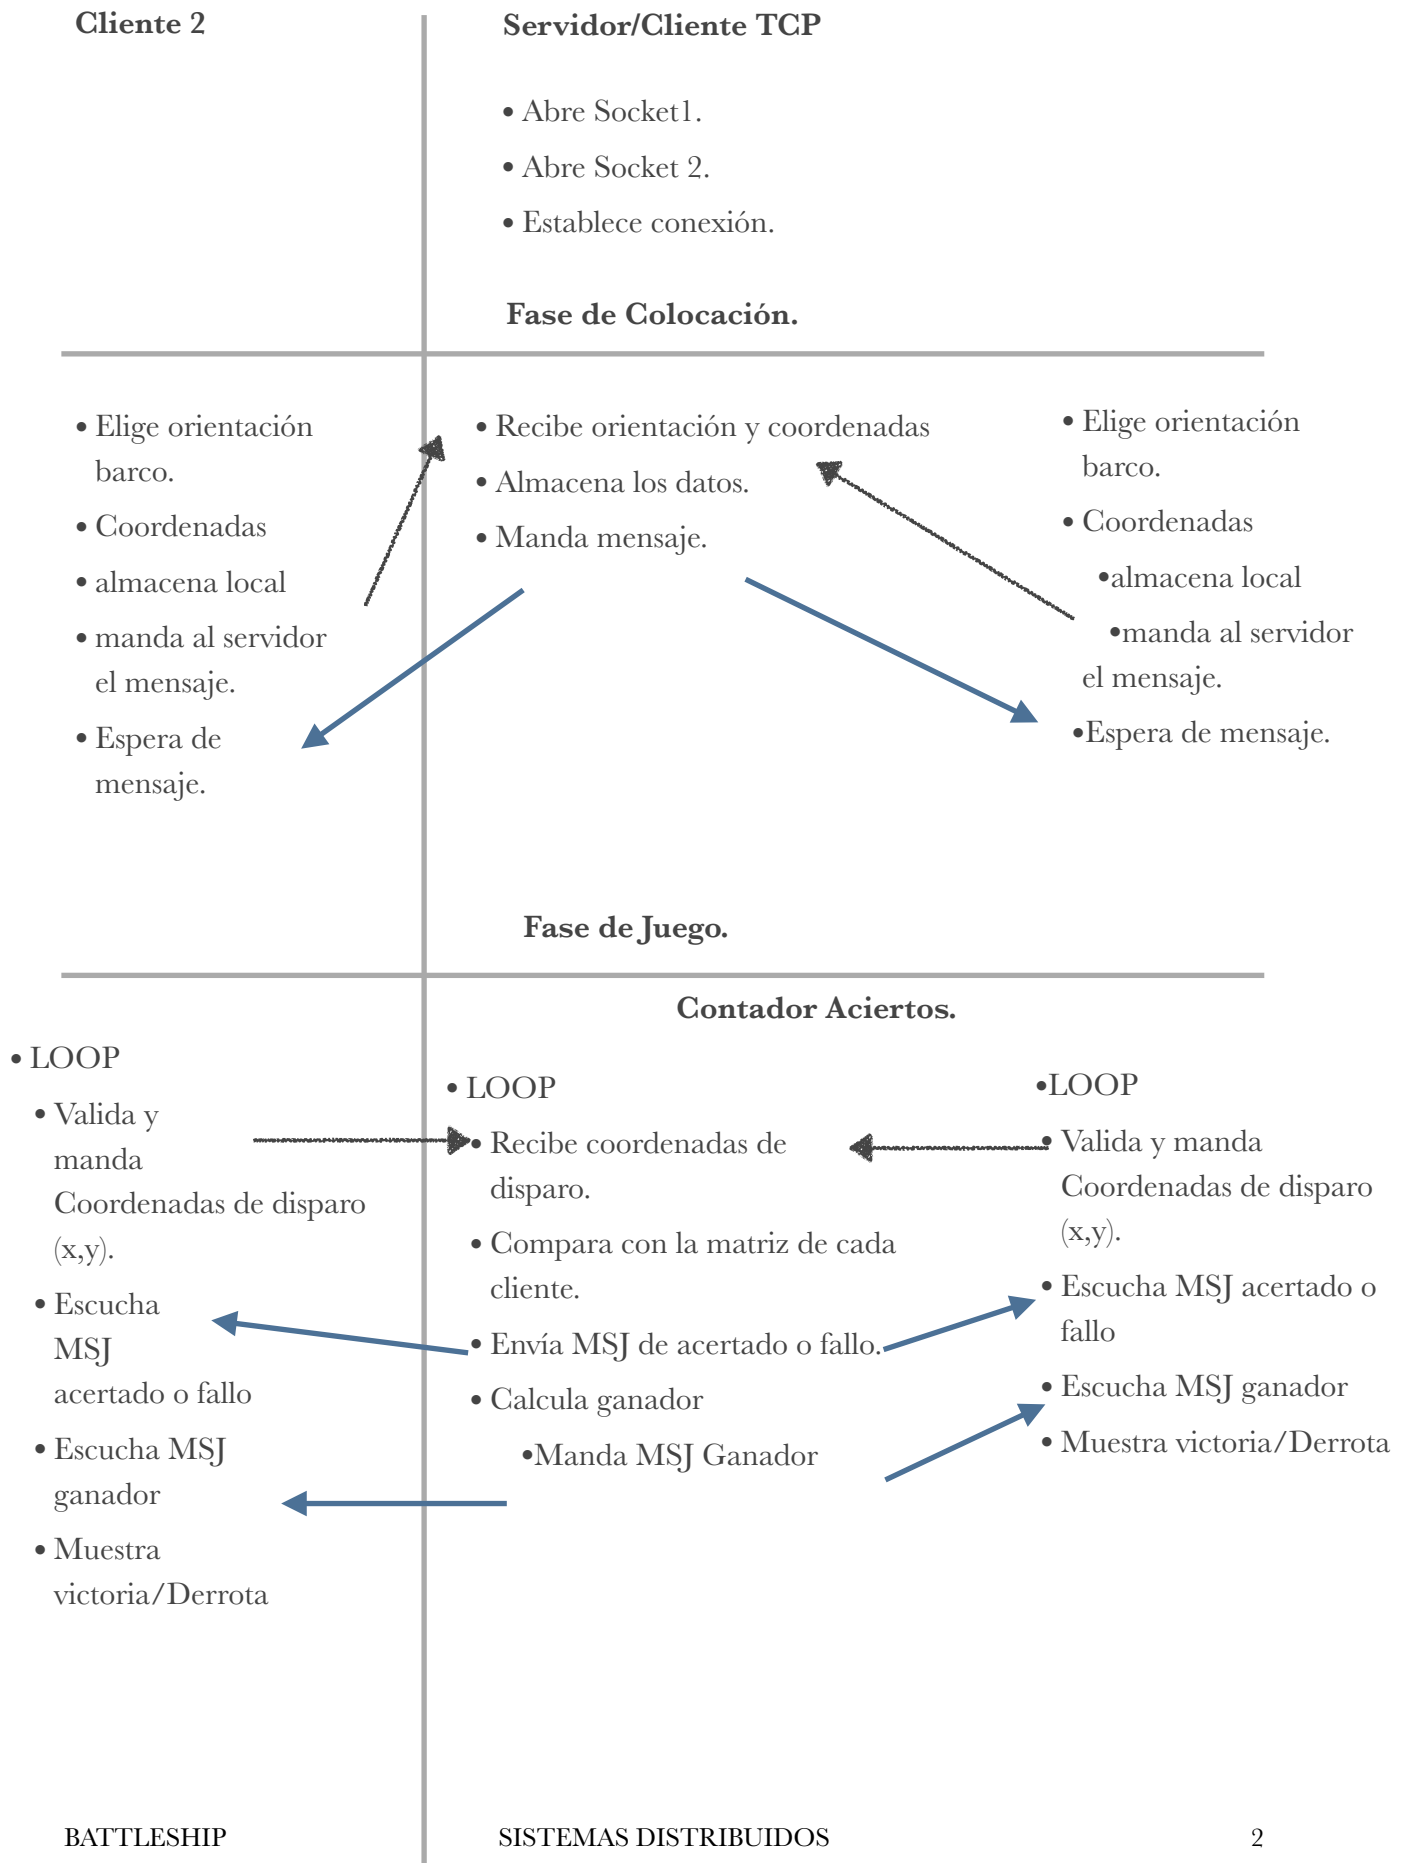 Cliente 2
Servidor/Cliente TCP
• Abre Socket1.
• Abre Socket 2.
• Establece conexión.
Fase de Colocación.
• Elige orientación
barco.
• Coordenadas
• almacena local
• manda al servidor
el mensaje.
• Espera de
mensaje.
• Recibe orientación y coordenadas
• Almacena los datos.
• Manda mensaje.
• Elige orientación
barco.
• Coordenadas
•almacena local
•manda al servidor
el mensaje.
•Espera de mensaje.
Fase de Juego.
Contador Aciertos.
• LOOP
• Valida y
manda
Coordenadas de disparo
(x,y).
• Escucha
MSJ
acertado o fallo
• Escucha MSJ
ganador
• Muestra
victoria/Derrota
• LOOP
• Recibe coordenadas de
disparo.
• Compara con la matriz de cada
cliente.
• Envía MSJ de acertado o fallo.
• Calcula ganador
•Manda MSJ Ganador
•LOOP
• Valida y manda
Coordenadas de disparo
(x,y).
• Escucha MSJ acertado o
fallo
• Escucha MSJ ganador
• Muestra victoria/Derrota
BATTLESHIP
SISTEMAS DISTRIBUIDOS
2